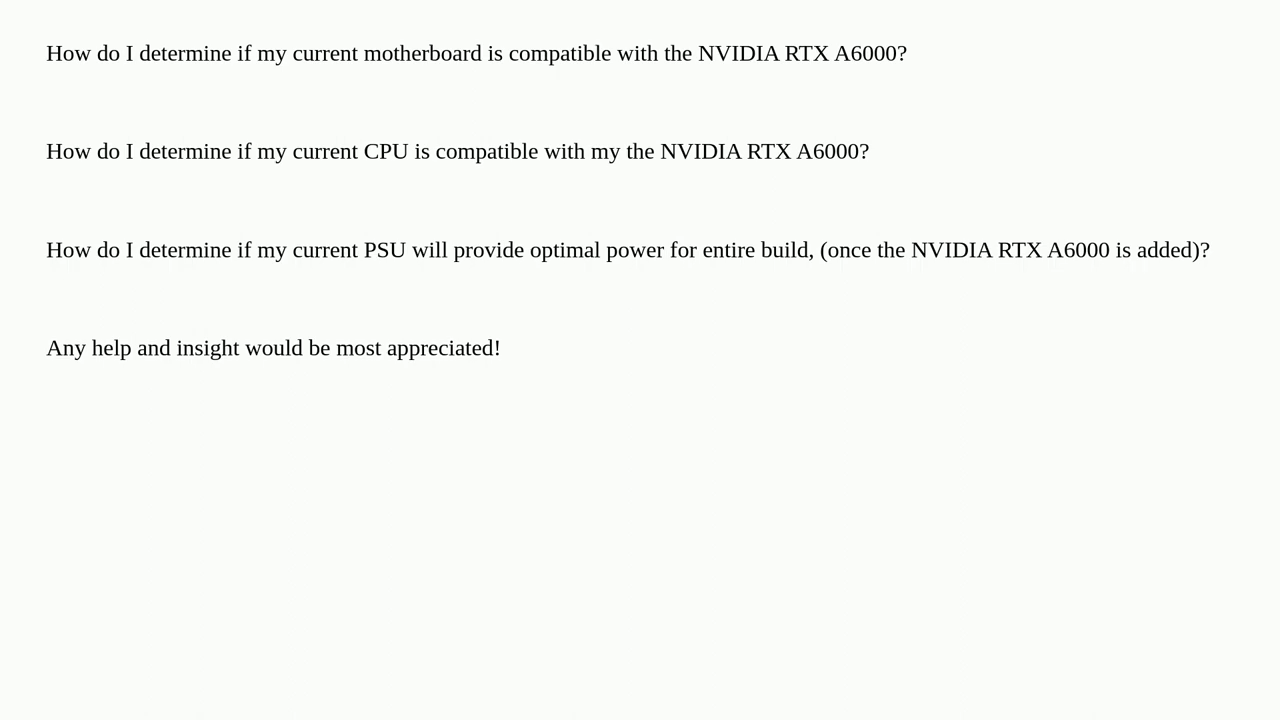 How do I determine if my current motherboard is compatible with the NVIDIA RTX A6000?
How do I determine if my current CPU is compatible with my the NVIDIA RTX A6000?
How do I determine if my current PSU will provide optimal power for entire build, (once the NVIDIA RTX A6000 is added)?
Any help and insight would be most appreciated!